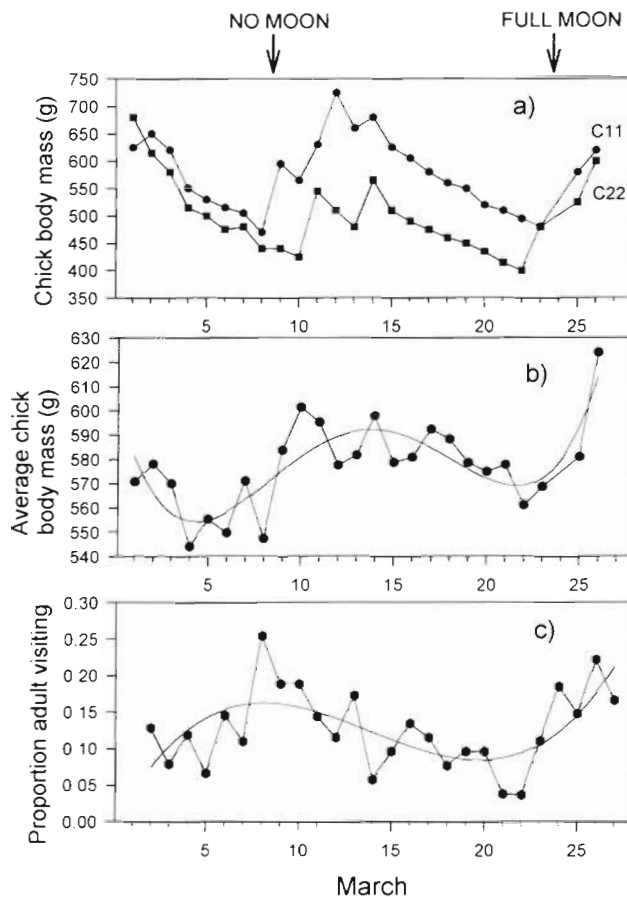 NO MOON FULL MOON
Chick body mass (g)
750
700
650
600
550
500
450
400
350
a)
C11
C22
5 10 15 20 25
Average chick
body mass (g)
630
620
610
600
590
580
570
560
550
540
b)
5 10 15 20 25
Proportion adult visiting
0.30
0.25
0.20
0 15
0 10
0 05
0.00
c)
5 10 15 20 25
March